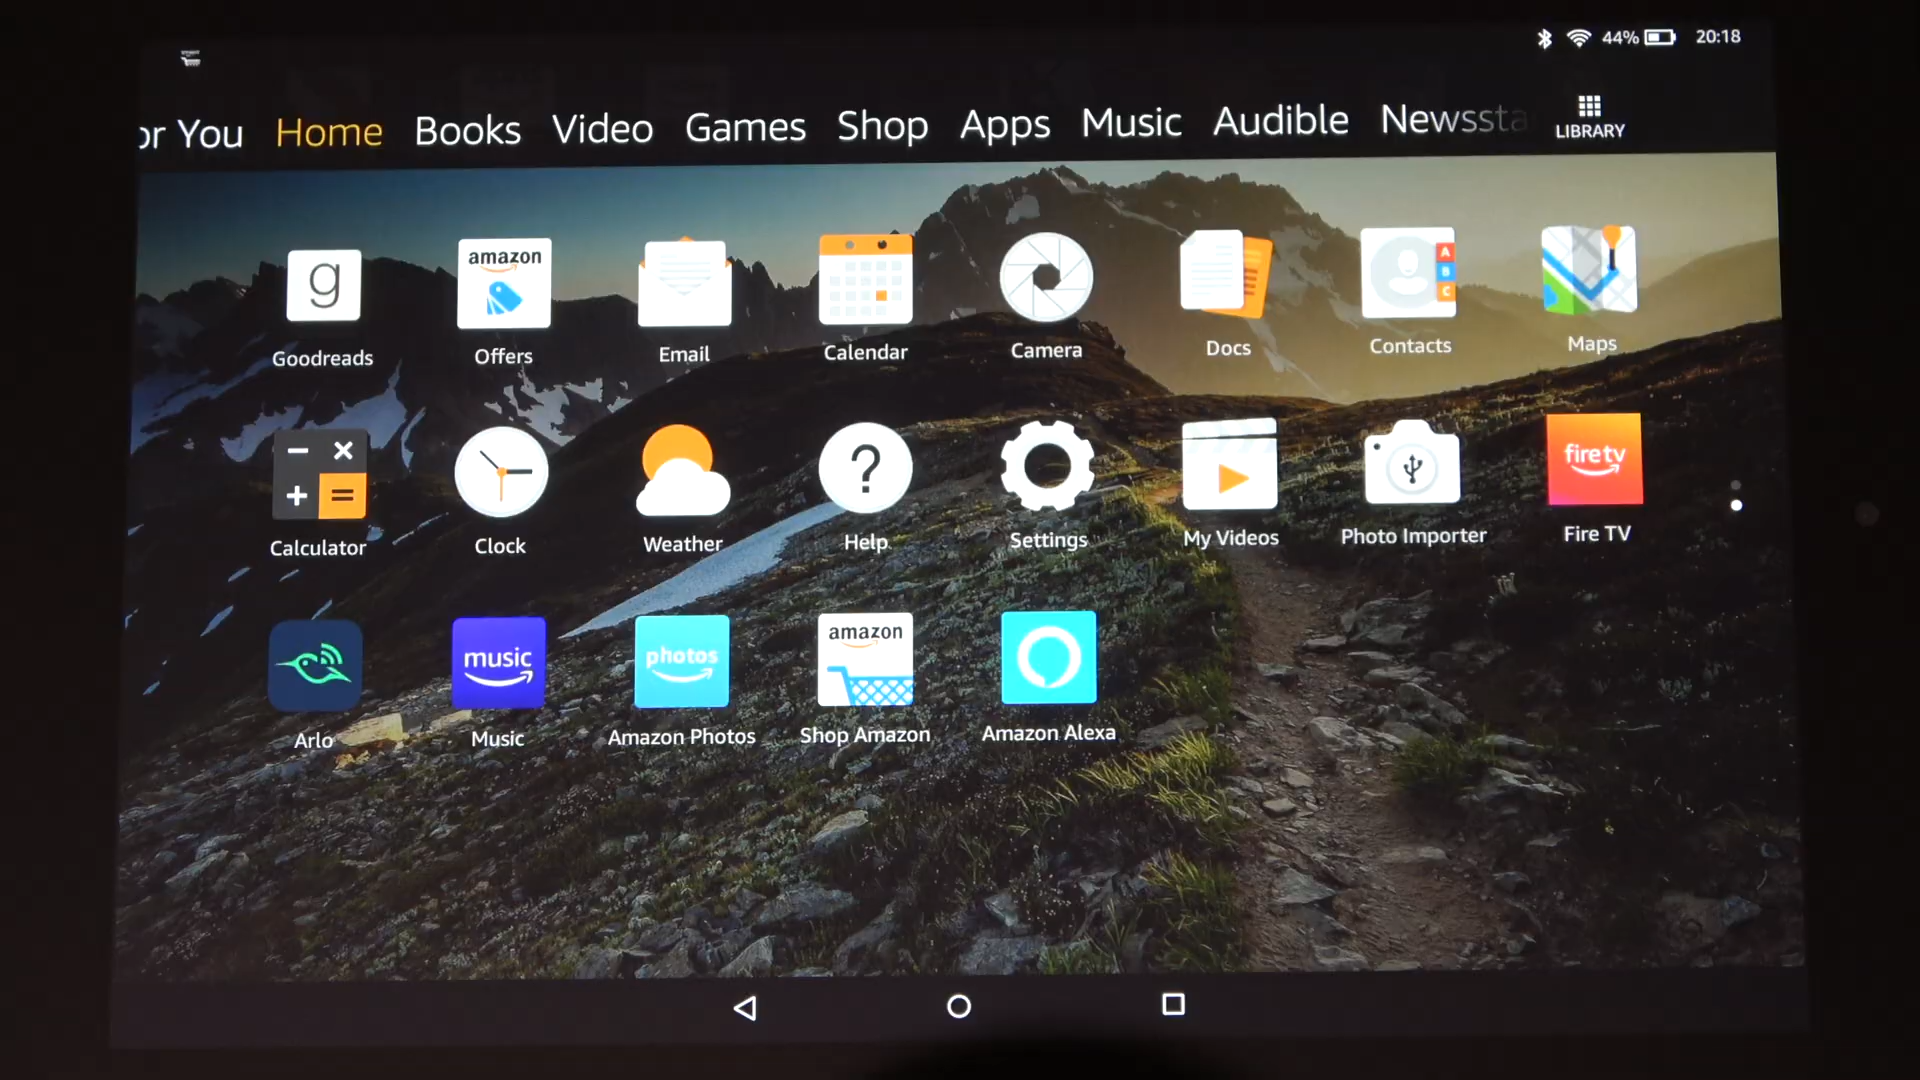 44% 20:18
or You Home Books Video Games Shop Apps Music Audible Newssta LIBRARY
g amazon A B C
Goodreads Offers Email Calendar Camera Docs Contacts Maps
firetv
Calculator Clock Weather Help Settings My Videos Photo Importer Fire TV
music photos amazon
Arlo Music Amazon Photos Shop Amazon Amazon Alexa